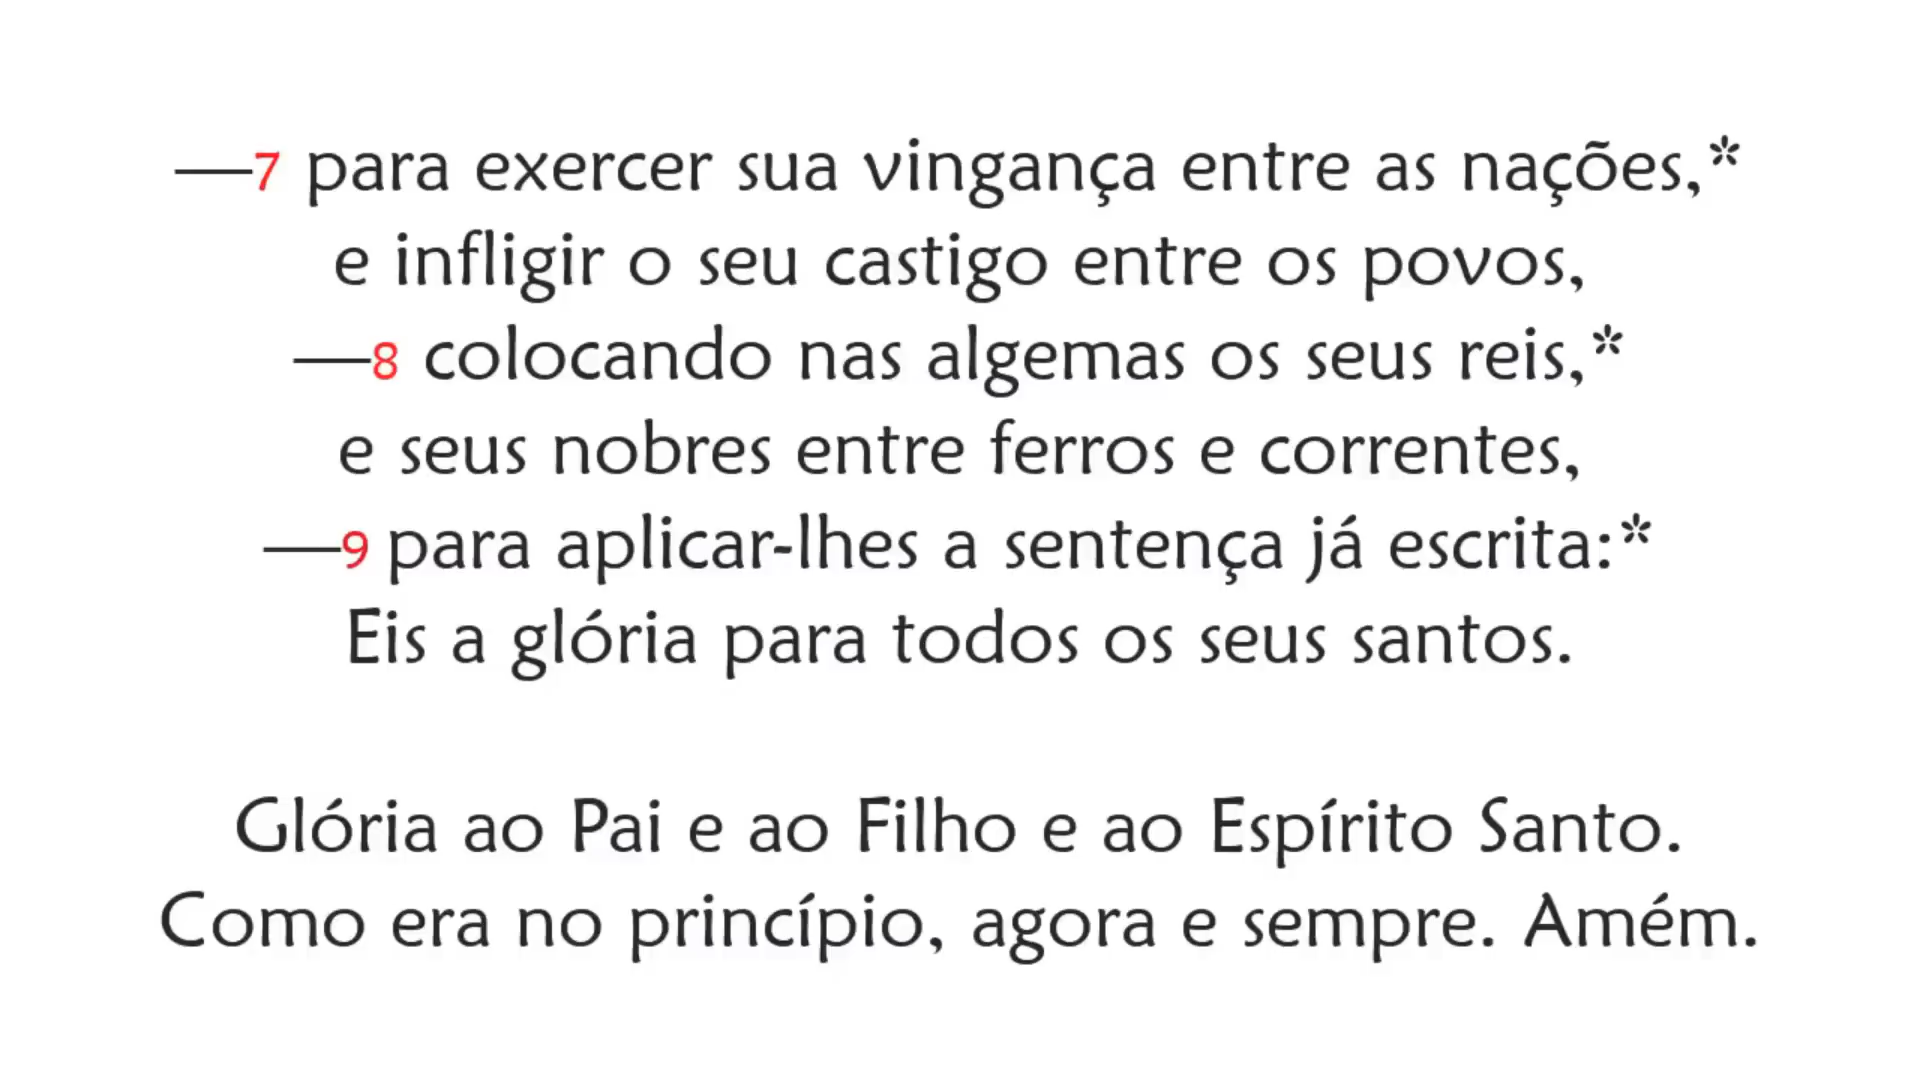 —7 para exercer sua vingança entre as nações,*
e infligir o seu castigo entre os povos,
—8 colocando nas algemas os seus reis,*
e seus nobres entre ferros e correntes,
—9 para aplicar-lhes a sentença já escrita:*
Eis a glória para todos os seus santos.
Glória ao Pai e ao Filho e ao Espírito Santo.
Como era no princípio, agora e sempre. Amém.